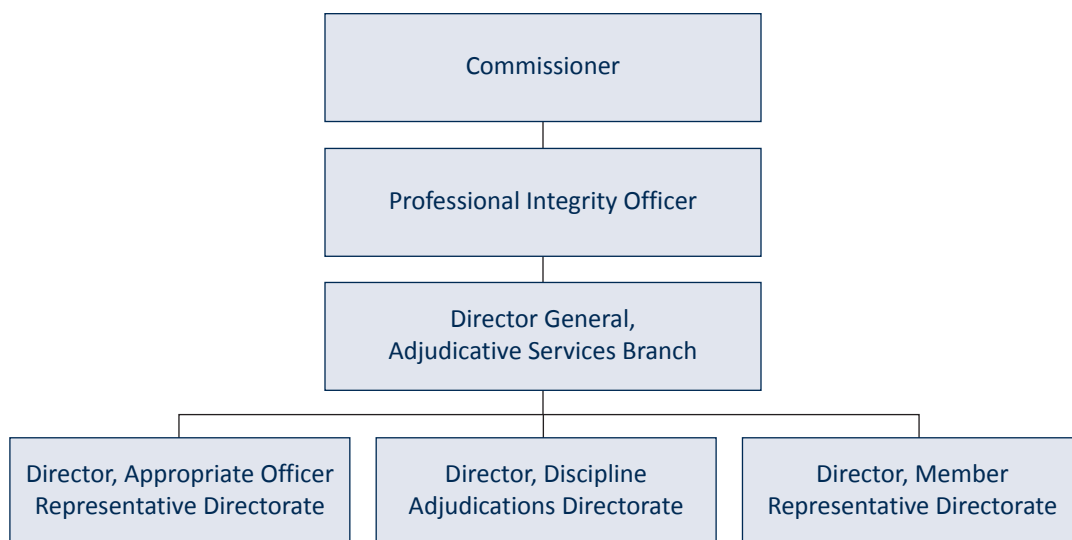 Commissioner
Professional Integrity Officer
Director General,
Adjudicative Services Branch
Director, Appropriate Officer
Representative Directorate
Director, Discipline
Adjudications Directorate
Director, Member
Representative Directorate